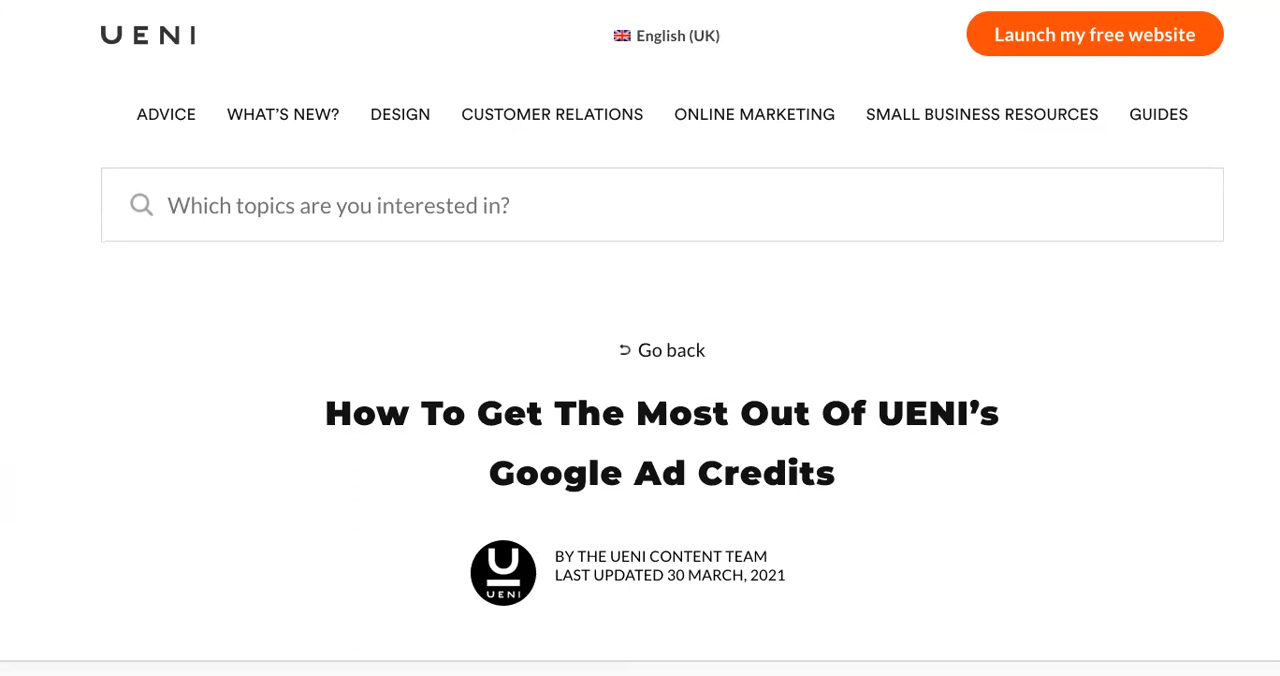 UENI
English (UK)
Launch my free website
ADVICE WHAT’S NEW? DESIGN CUSTOMER RELATIONS ONLINE MARKETING SMALL BUSINESS RESOURCES GUIDES
Which topics are you interested in?
Go back
How To Get The Most Out Of UENI’s
Google Ad Credits
U
UENI
BY THE UENI CONTENT TEAM
LAST UPDATED 30 MARCH, 2021